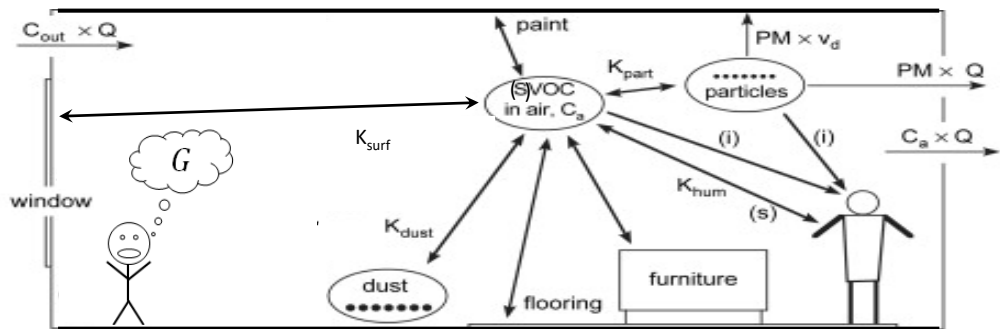 C_out × Q
paint
PM × v_d
K_part
PM × Q
particles
(S)VOC
in air, C_a
K_surf
(i)
(i)
C_a × Q
G
window
K_hum
(s)
K_dust
dust
furniture
flooring